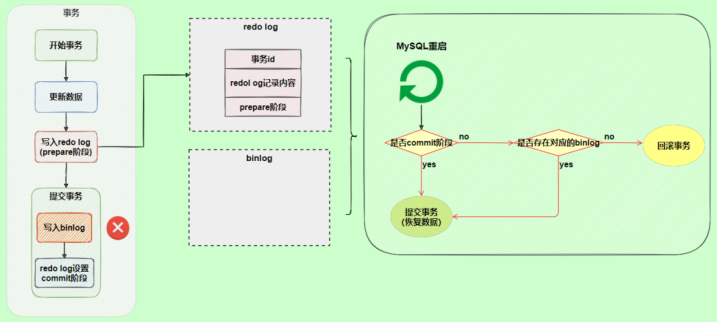 事务
开始事务
更新数据
写入redo log
(prepare阶段)
提交事务
写入binlog
redo log设置
commit阶段
redo log
事务id
redol og记录内容
prepare阶段
binlog
MySQL重启
是否commit阶段
no
是否存在对应的binlog
no
回滚事务
yes
yes
提交事务
(恢复数据)